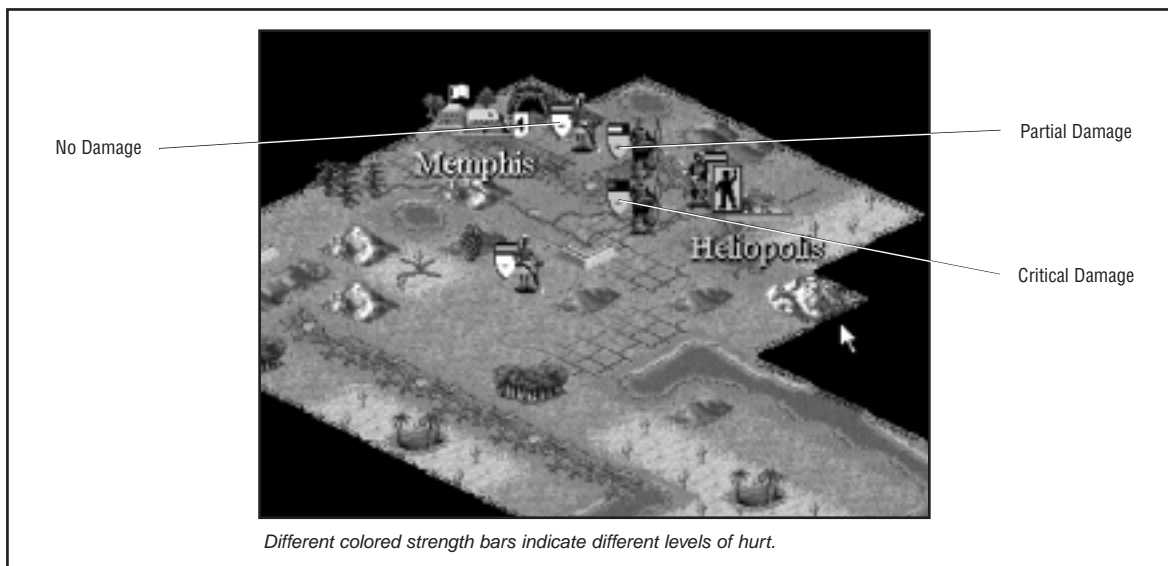 No Damage
Partial Damage
Memphis
Heliopolis
Critical Damage
Different colored strength bars indicate different levels of hurt.